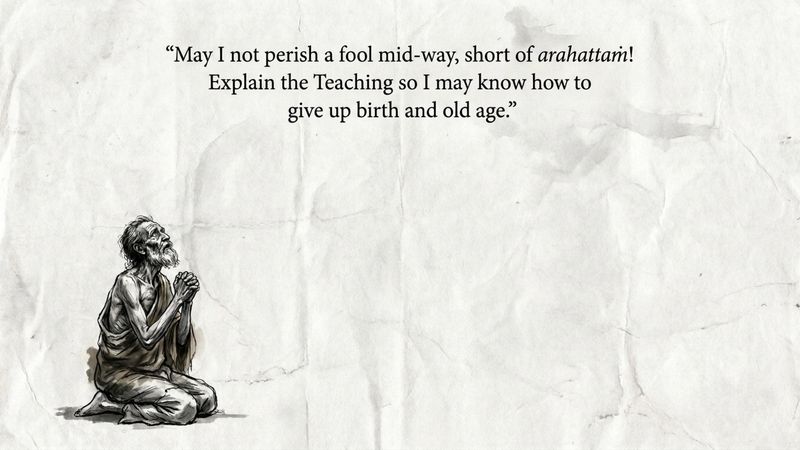 “May I not perish a fool mid-way, short of arahattaṁ!
Explain the Teaching so I may know how to
give up birth and old age.”